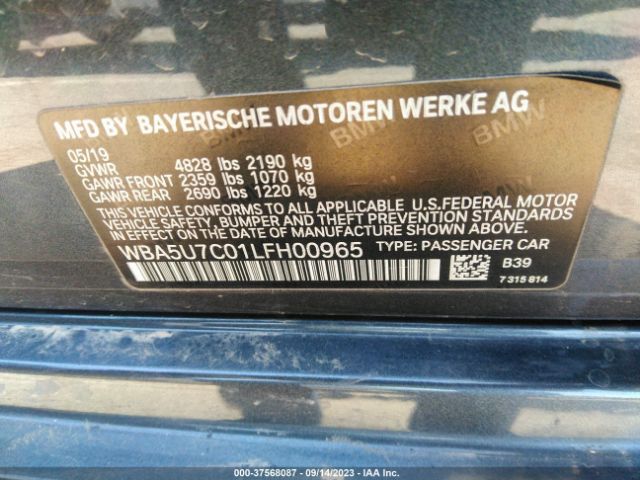 MFD BY BAYERISCHE MOTOREN WERKE AG
05/19
GVWR 4828 lbs 2190 kg
GAWR FRONT 2359 lbs 1070 kg
GAWR REAR 2690 lbs 1220 kg
THIS VEHICLE CONFORMS TO ALL APPLICABLE U.S.FEDERAL MOTOR
VEHICLE SAFETY, BUMPER AND THEFT PREVENTION STANDARDS
IN EFFECT ON THE DATE OF MANUFACTURE SHOWN ABOVE.
WBA5U7C01LFH00965 TYPE: PASSENGER CAR
B39
7 315 814
BMW
BMW
BMW
000-37568087 - 09/14/2023 - IAA Inc.